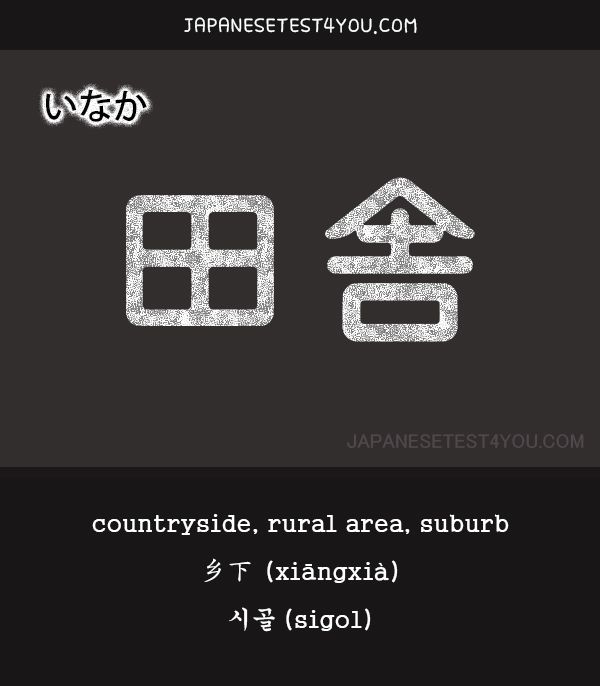 JAPANESETEST4YOU.COM
いなか
田舎
JAPANESETEST4YOU.COM
countryside, rural area, suburb
乡下 (xiāngxià)
시골 (sigol)